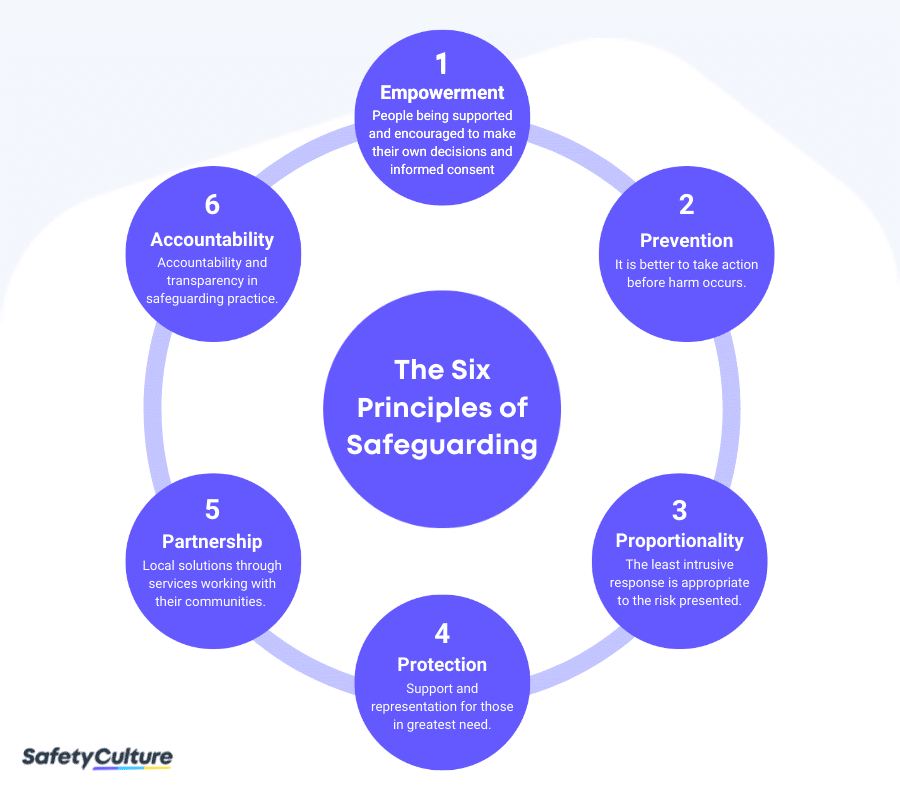 1
Empowerment
People being supported
and encouraged to make
their own decisions and
informed consent
2
Prevention
It is better to take action
before harm occurs.
3
Proportionality
The least intrusive
response is appropriate
to the risk presented.
4
Protection
Support and
representation for those
in greatest need.
5
Partnership
Local solutions through
services working with
their communities.
6
Accountability
Accountability and
transparency in
safeguarding practice.
The Six
Principles of
Safeguarding
SafetyCulture